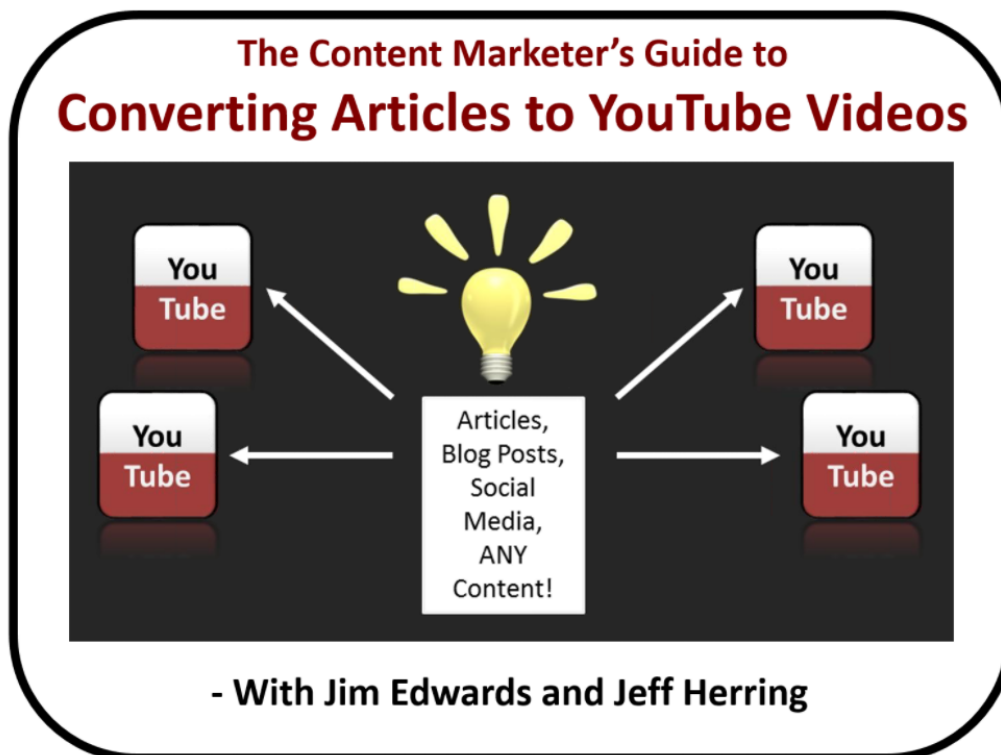 The Content Marketer's Guide to
Converting Articles to YouTube Videos
You
Tube
You
Tube
You
Tube
You
Tube
Articles,
Blog Posts,
Social
Media,
ANY
Content!
- With Jim Edwards and Jeff Herring